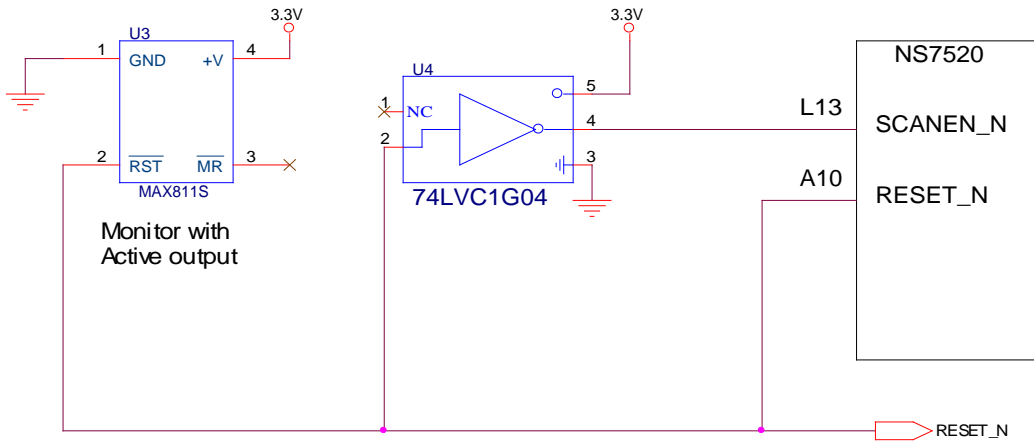 U3
3.3V
1
GND
+V
4
2
RST
MR
3
MAX811S
Monitor with
Active output
3.3V
U4
5
1
NC
2
4
3
74LVC1G04
NS7520
L13
SCANEN_N
A10
RESET_N
RESET_N